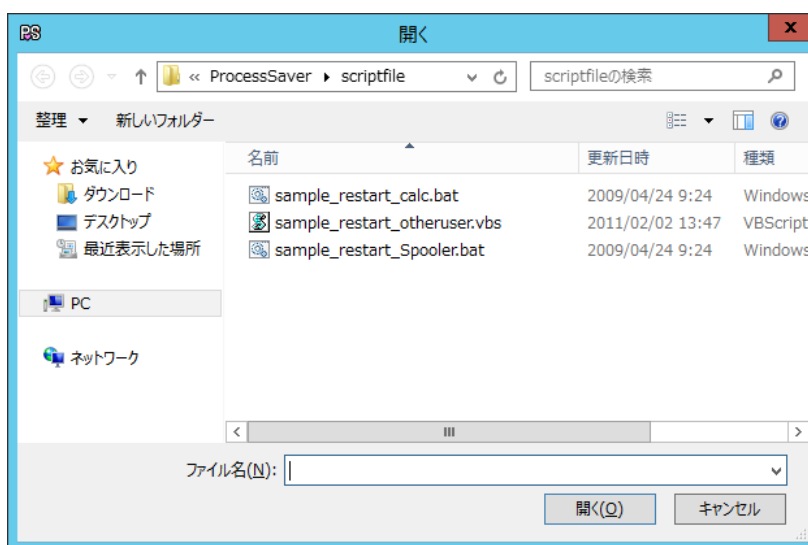 PS 開く x
« ProcessSaver ▸ scriptfile scriptfileの検索
整理 ▼ 新しいフォルダー
お気に入り
ダウンロード
デスクトップ
最近表示した場所
PC
ネットワーク
名前 更新日時 種類
sample_restart_calc.bat 2009/04/24 9:24 Windows
sample_restart_otheruser.vbs 2011/02/02 13:47 VBScript
sample_restart_Spooler.bat 2009/04/24 9:24 Windows
ファイル名(N):
開く(O) キャンセル